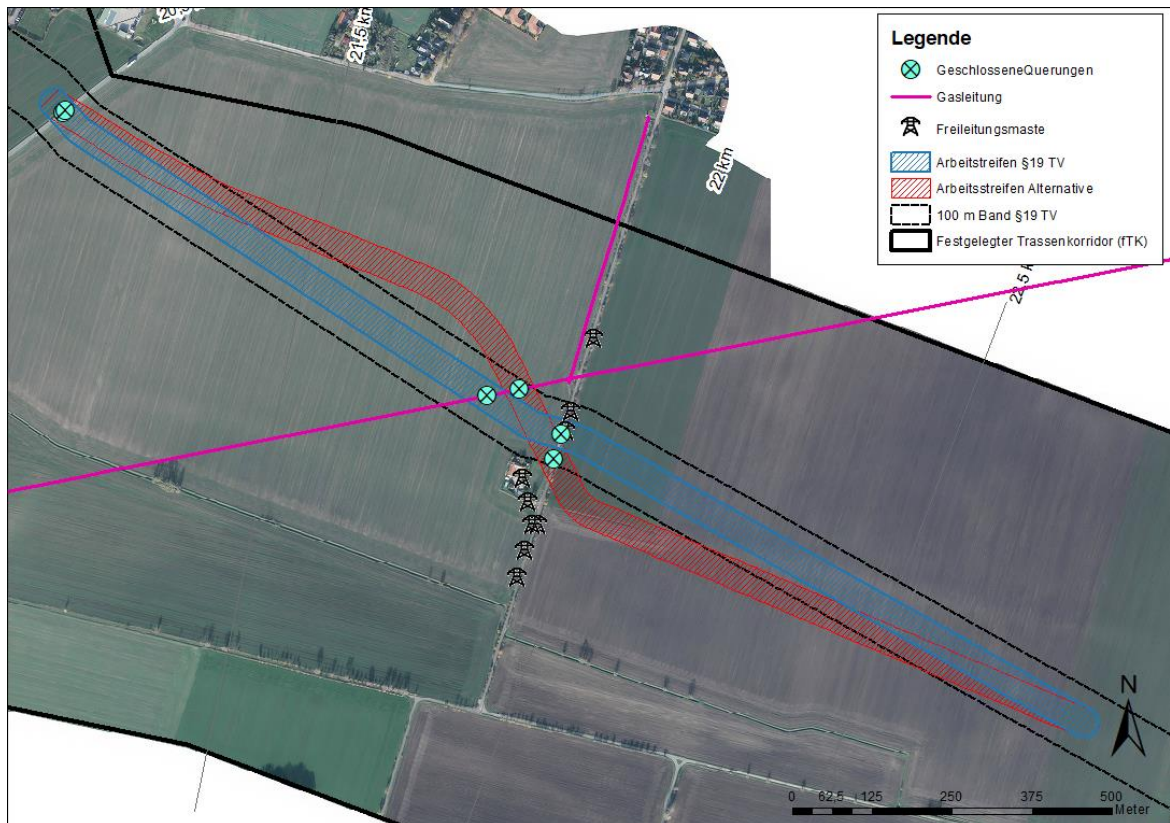 21.5 km
22 km
Legende
GeschlosseneQuerungen
Gasleitung
Freileitungsmaste
Arbeitstreifen §19 TV
Arbeitsstreifen Alternative
100 m Band §19 TV
Festgelegter Trassenkorridor (fTK)
N
0 62,5 125 250 375 500
Meter